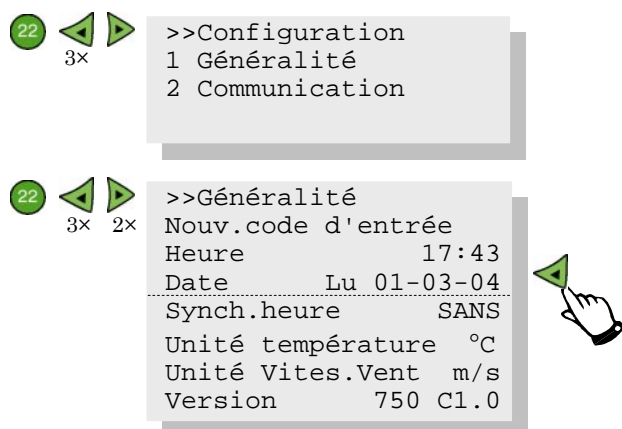 22 >>Configuration
3× 1 Généralité
2 Communication
22 >>Généralité
3× 2× Nouv.code d'entrée
Heure 17:43
Date Lu 01-03-04
Synch.heure SANS
Unité température °C
Unité Vites.Vent m/s
Version 750 C1.0